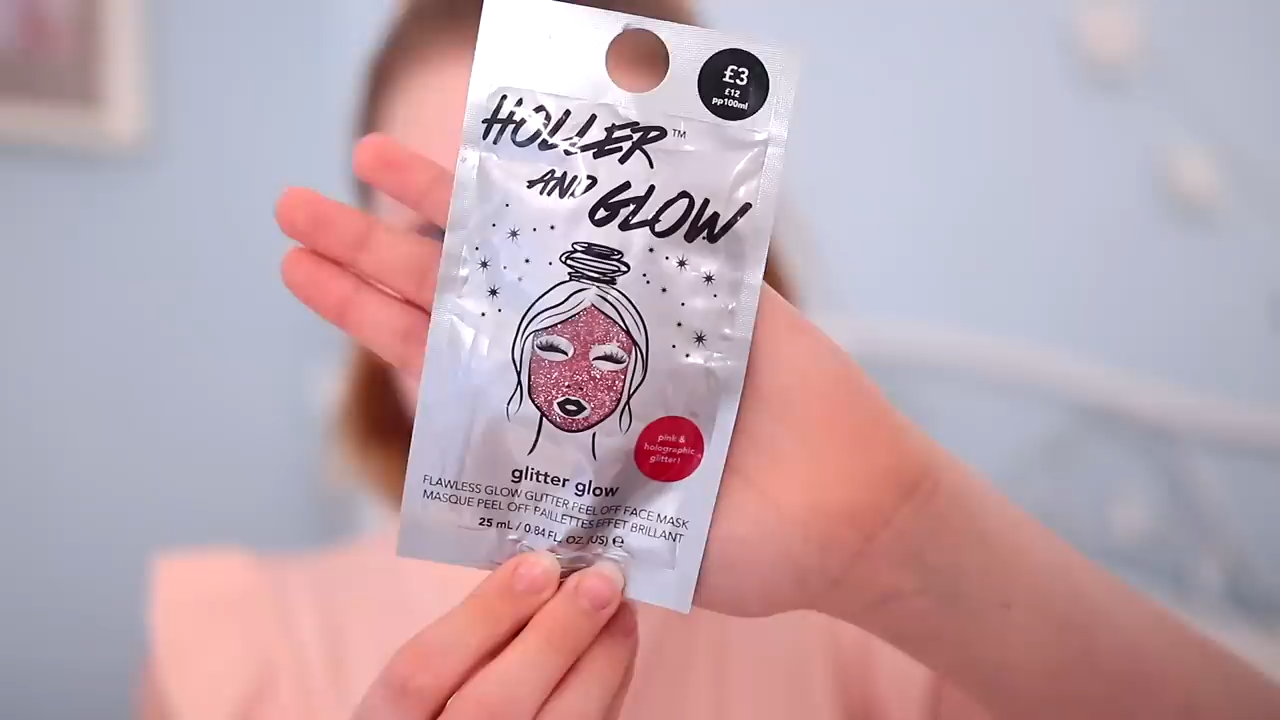 £3
£12
pp100ml
HOLLER™
AND GLOW
pink &
holographic
glitter!
glitter glow
FLAWLESS GLOW GLITTER PEEL OFF FACE MASK
MASQUE PEEL OFF PAILLETTES EFFET BRILLANT
25 mL / 0.84 FL. OZ. (US) ℮